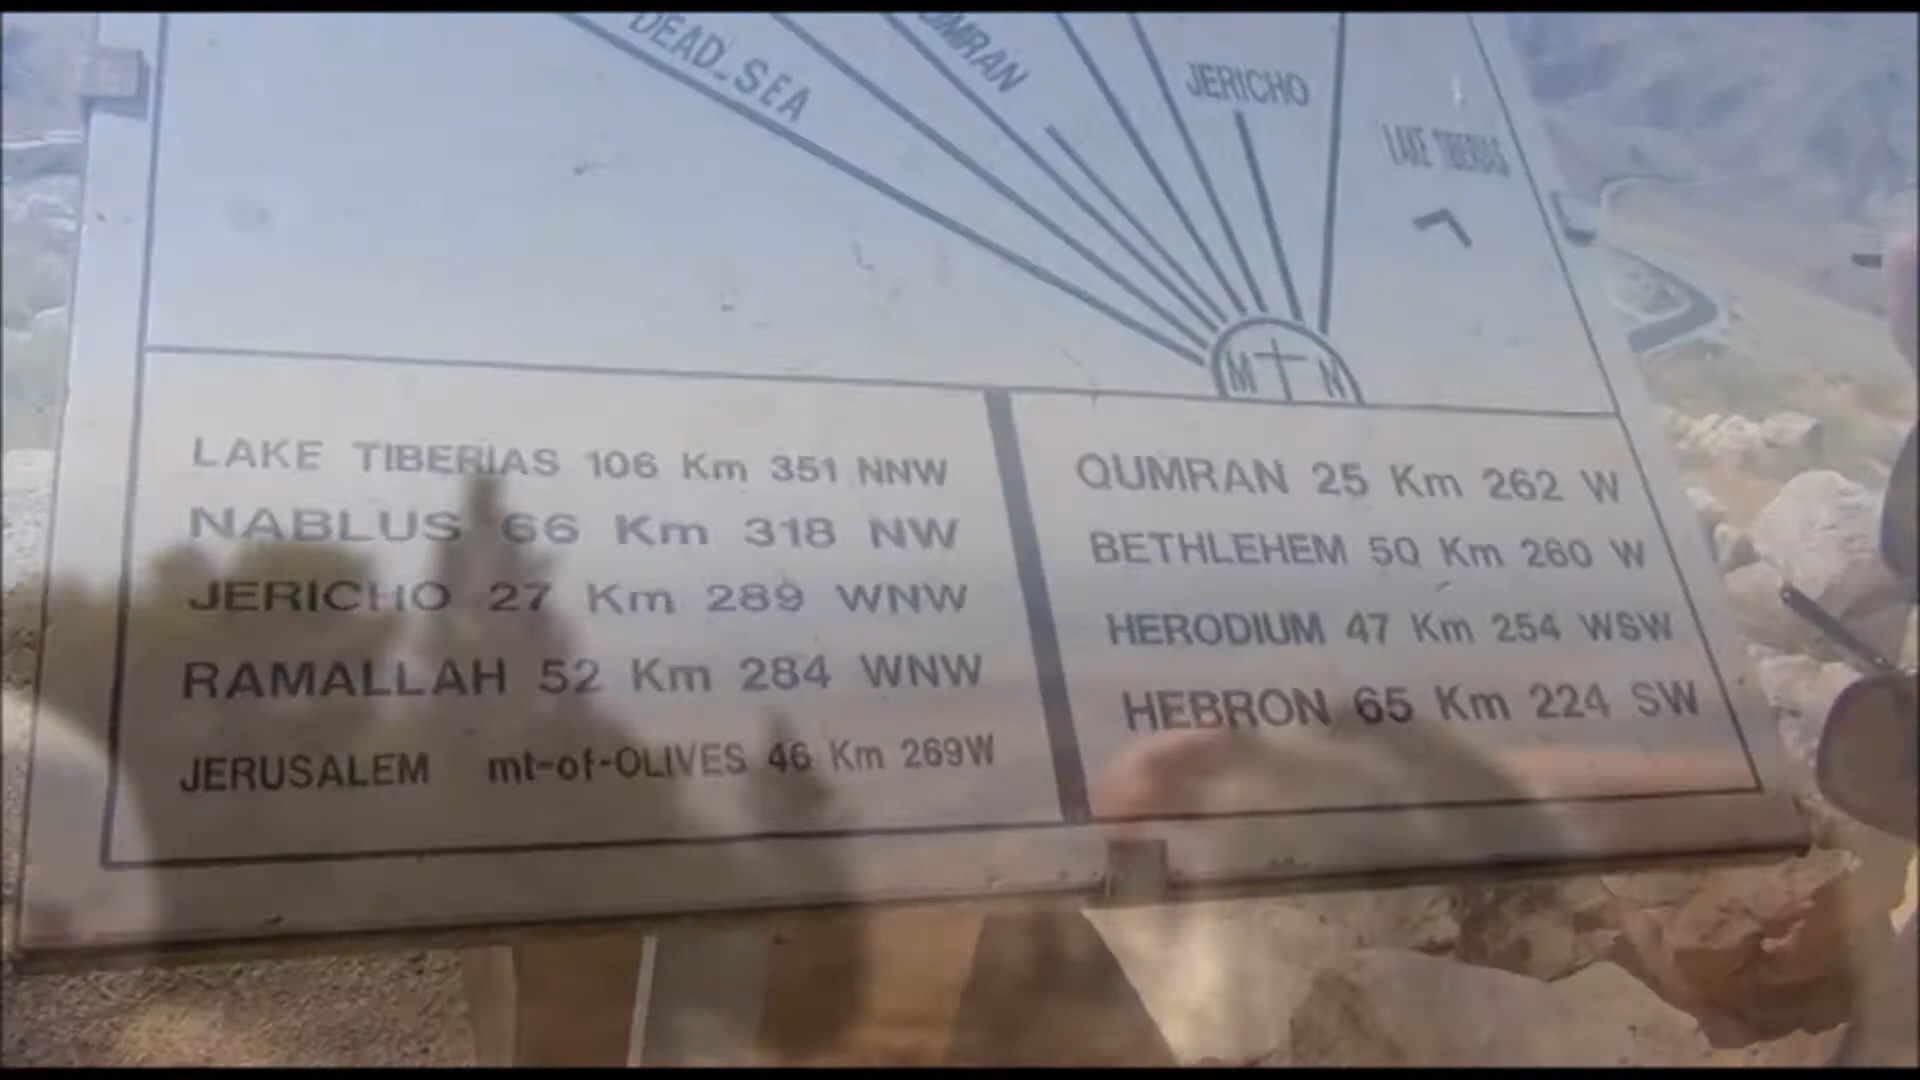 DEAD-SEA
JERICHO
LAKE TIBERIAS
M N
LAKE TIBERIAS 106 Km 351 NNW
NABLUS 66 Km 318 NW
JERICHO 27 Km 289 WNW
RAMALLAH 52 Km 284 WNW
JERUSALEM mt-of-OLIVES 46 Km 269W
QUMRAN 25 Km 262 W
BETHLEHEM 50 Km 260 W
HERODIUM 47 Km 254 WSW
HEBRON 65 Km 224 SW